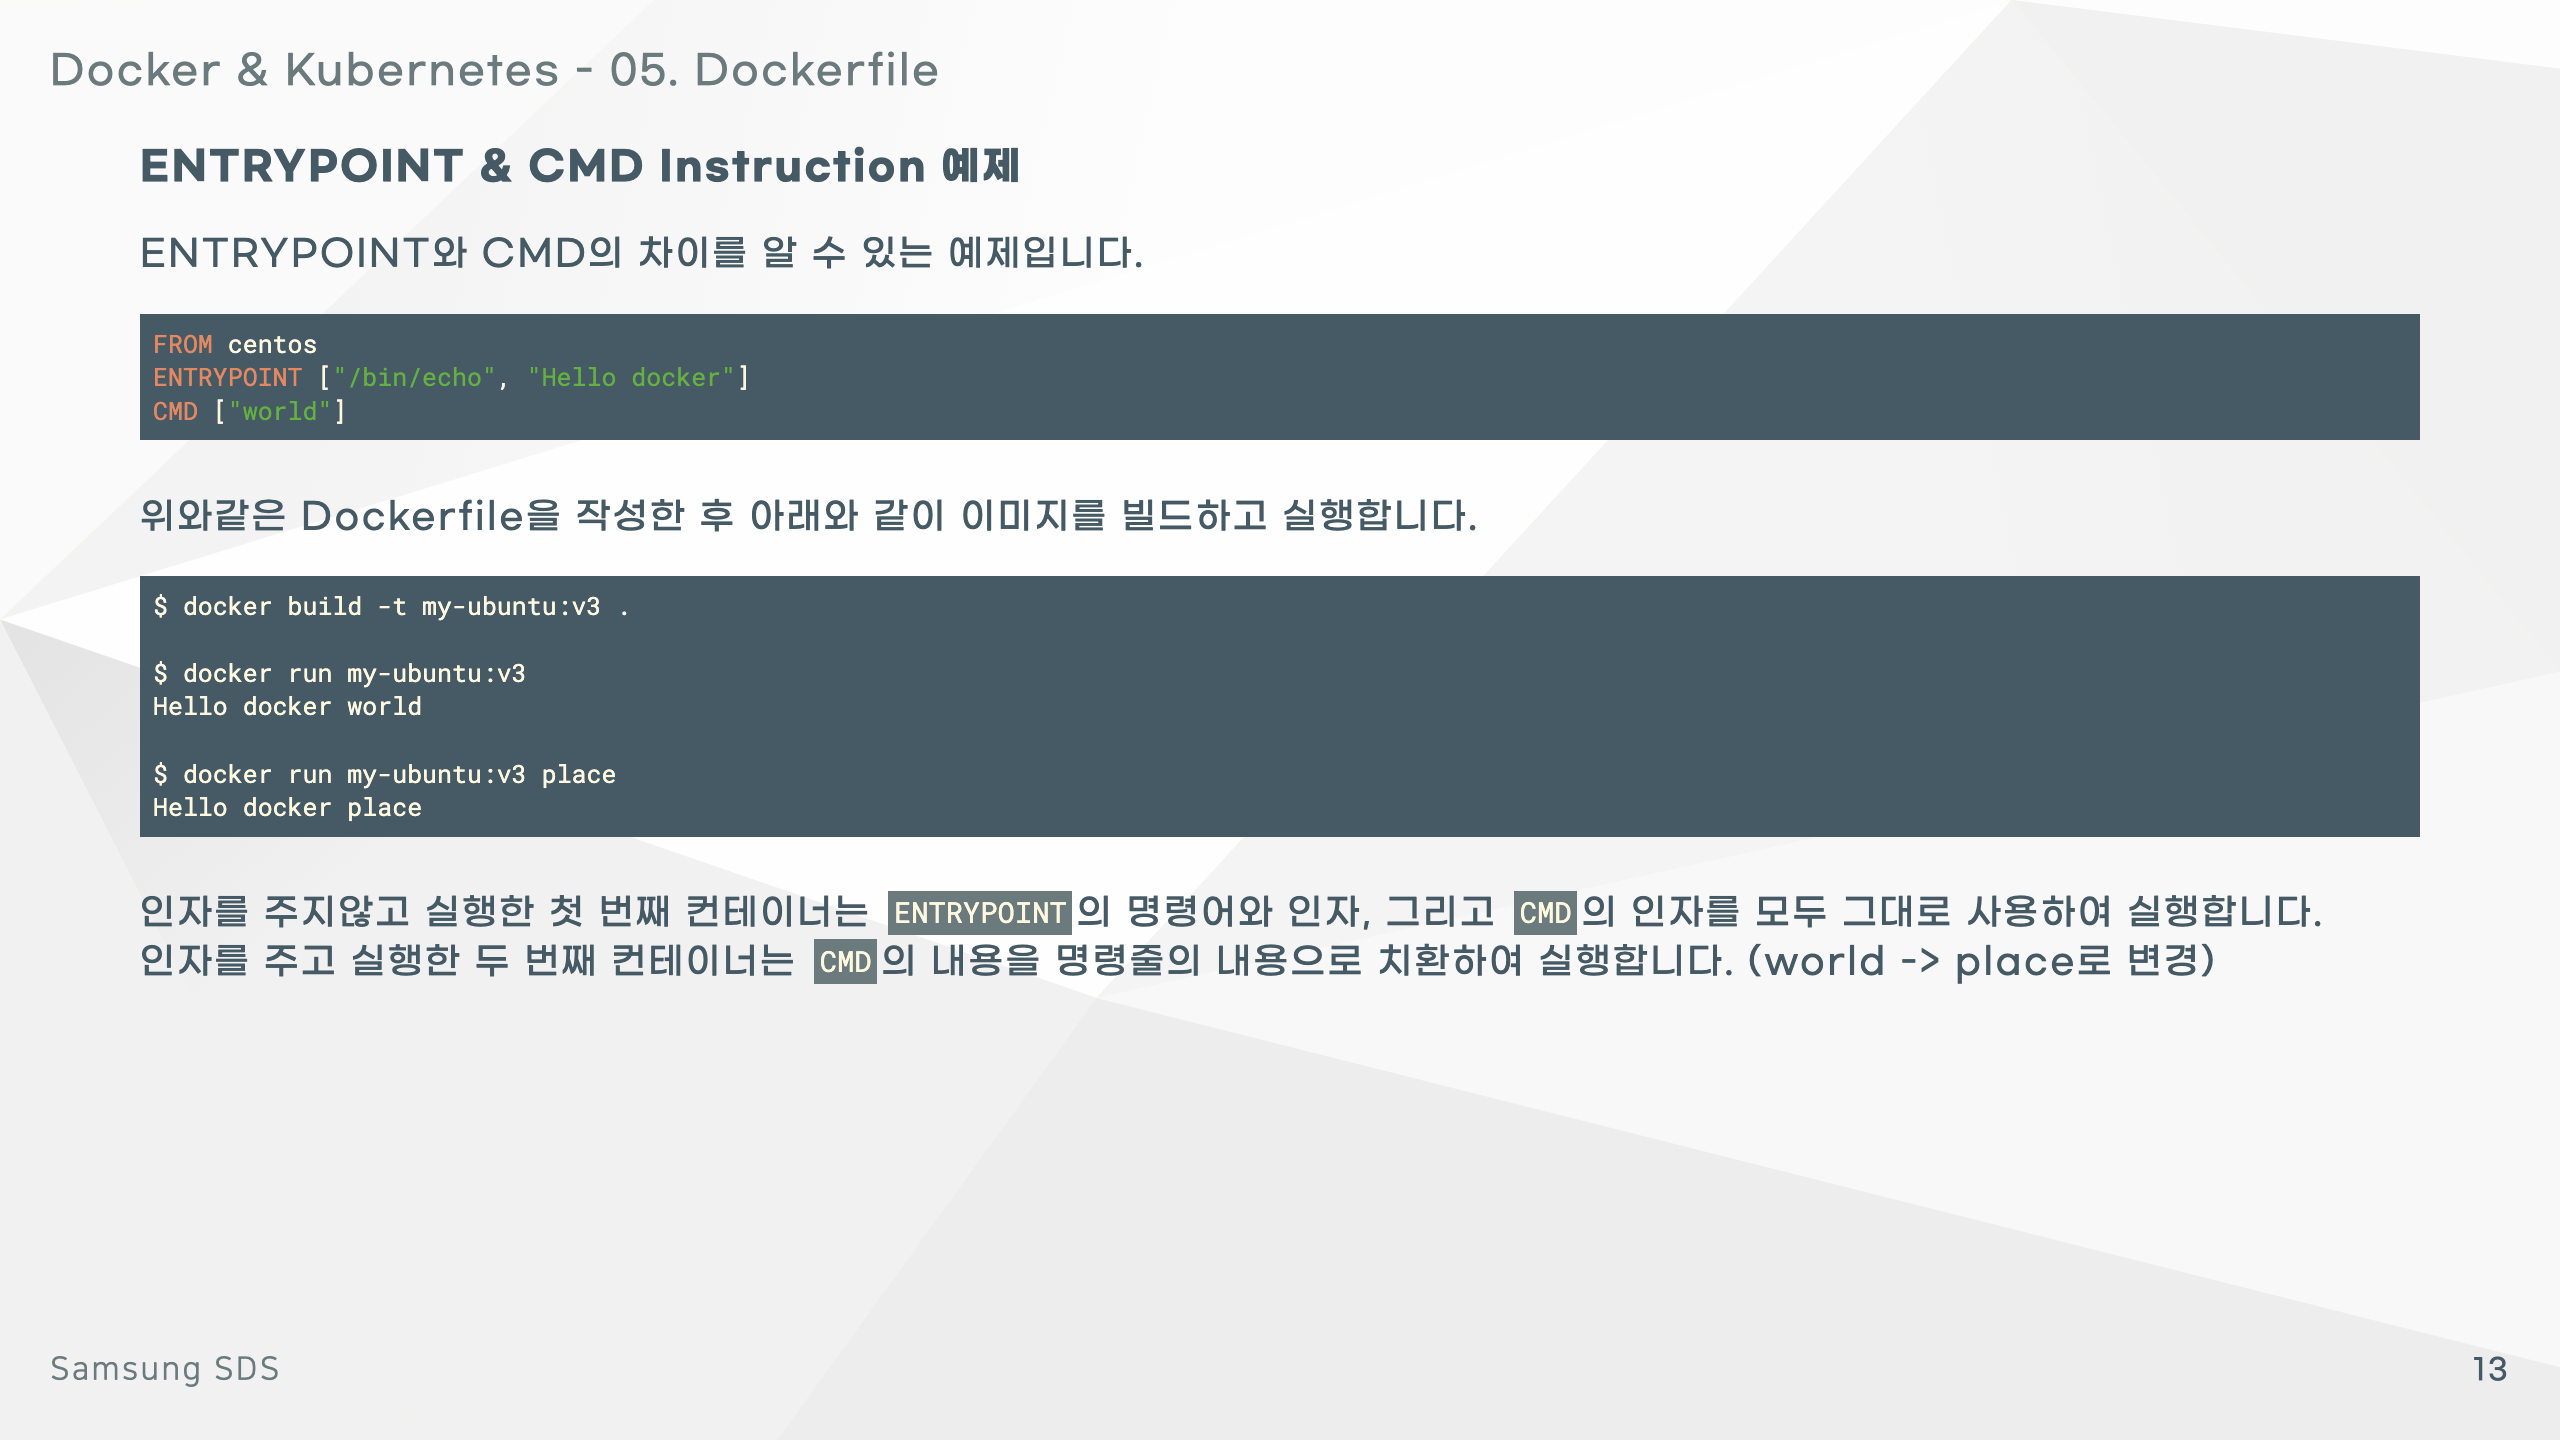 Docker & Kubernetes - 05. Dockerfile
ENTRYPOINT & CMD Instruction 예제
ENTRYPOINT와 CMD의 차이를 알 수 있는 예제입니다.
FROM centos
ENTRYPOINT ["/bin/echo", "Hello docker"]
CMD ["world"]
위와같은 Dockerfile을 작성한 후 아래와 같이 이미지를 빌드하고 실행합니다.
$ docker build -t my-ubuntu:v3 .
$ docker run my-ubuntu:v3
Hello docker world
$ docker run my-ubuntu:v3 place
Hello docker place
인자를 주지않고 실행한 첫 번째 컨테이너는 ENTRYPOINT의 명령어와 인자, 그리고 CMD의 인자를 모두 그대로 사용하여 실행합니다.
인자를 주고 실행한 두 번째 컨테이너는 CMD의 내용을 명령줄의 내용으로 치환하여 실행합니다. (world -> place로 변경)
Samsung SDS
13